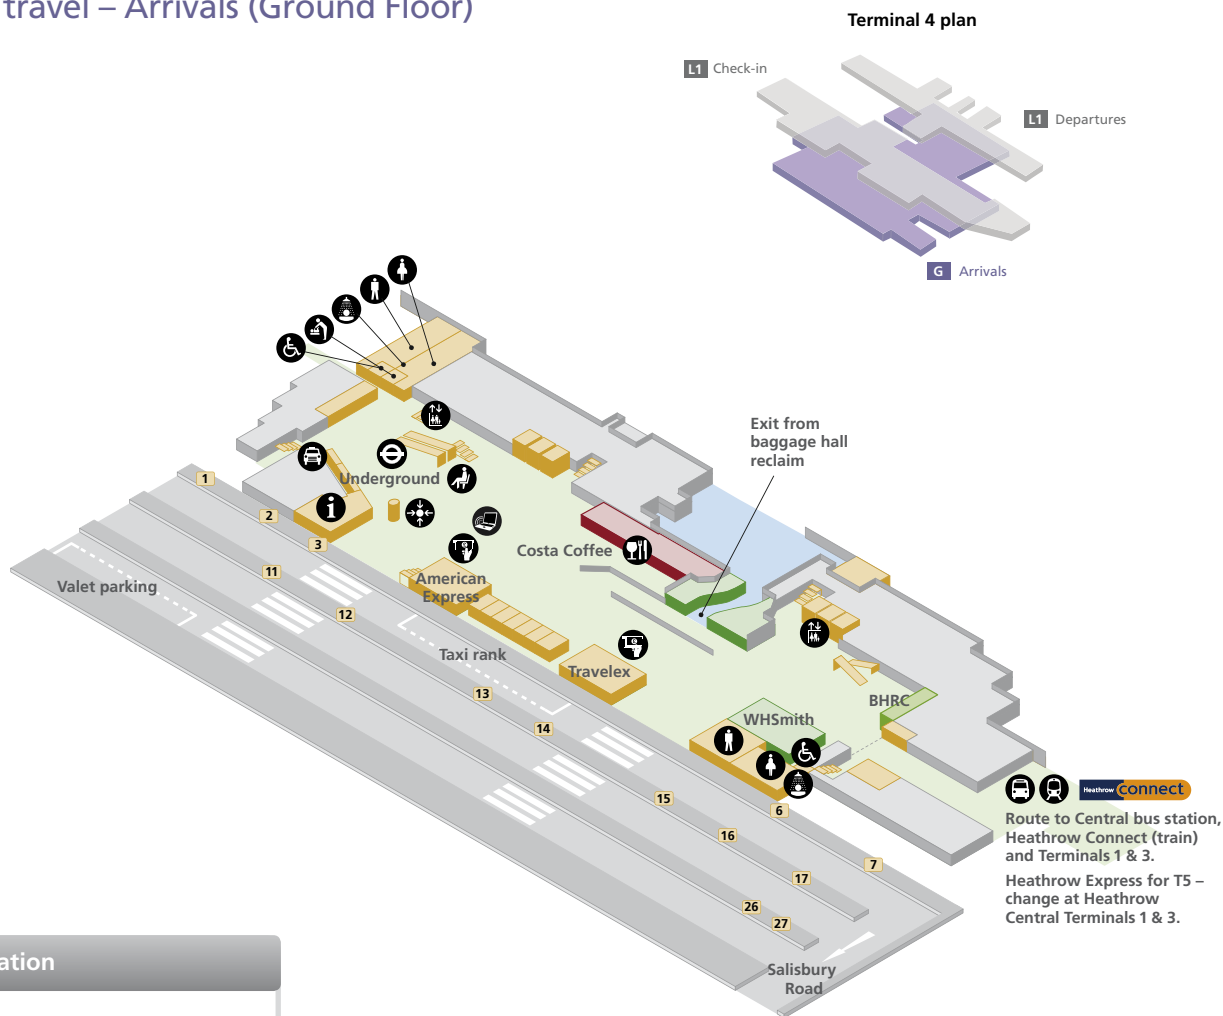 travel – Arrivals (Ground Floor)
Terminal 4 plan
L1 Check-in
L1 Departures
G Arrivals
Exit from
baggage hall
reclaim
Underground
i
1
2
3
Costa Coffee
American
Express
Valet parking
11
12
Taxi rank
13
14
Travelex
WHSmith
BHRC
15
16
17
6
7
26
27
Heathrow connect
Route to Central bus station,
Heathrow Connect (train)
and Terminals 1 & 3.
Heathrow Express for T5 –
change at Heathrow
Central Terminals 1 & 3.
Salisbury
Road
ation